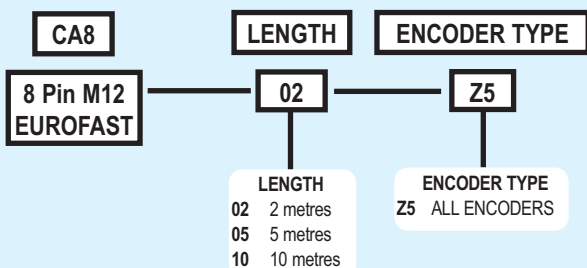 CA8 LENGTH ENCODER TYPE
8 Pin M12 02 Z5
EUROFAST
LENGTH
02 2 metres
05 5 metres
10 10 metres
ENCODER TYPE
Z5 ALL ENCODERS